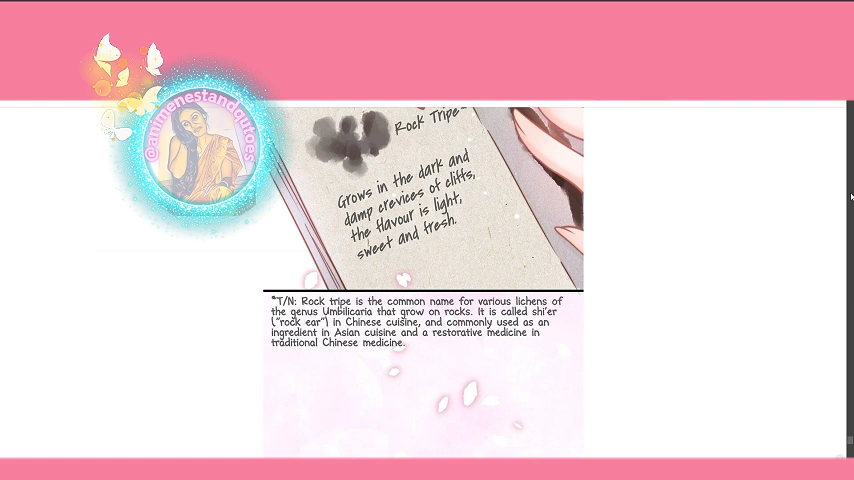 @animenestandqutoes
Rock Tripe*
Grows in the dark and
damp crevices of cliffs,
the flavour is light,
sweet and fresh.
*T/N: Rock tripe is the common name for various lichens of
the genus Umbilicaria that grow on rocks. It is called shi'er
("rock ear") in Chinese cuisine, and commonly used as an
ingredient in Asian cuisine and a restorative medicine in
traditional Chinese medicine.